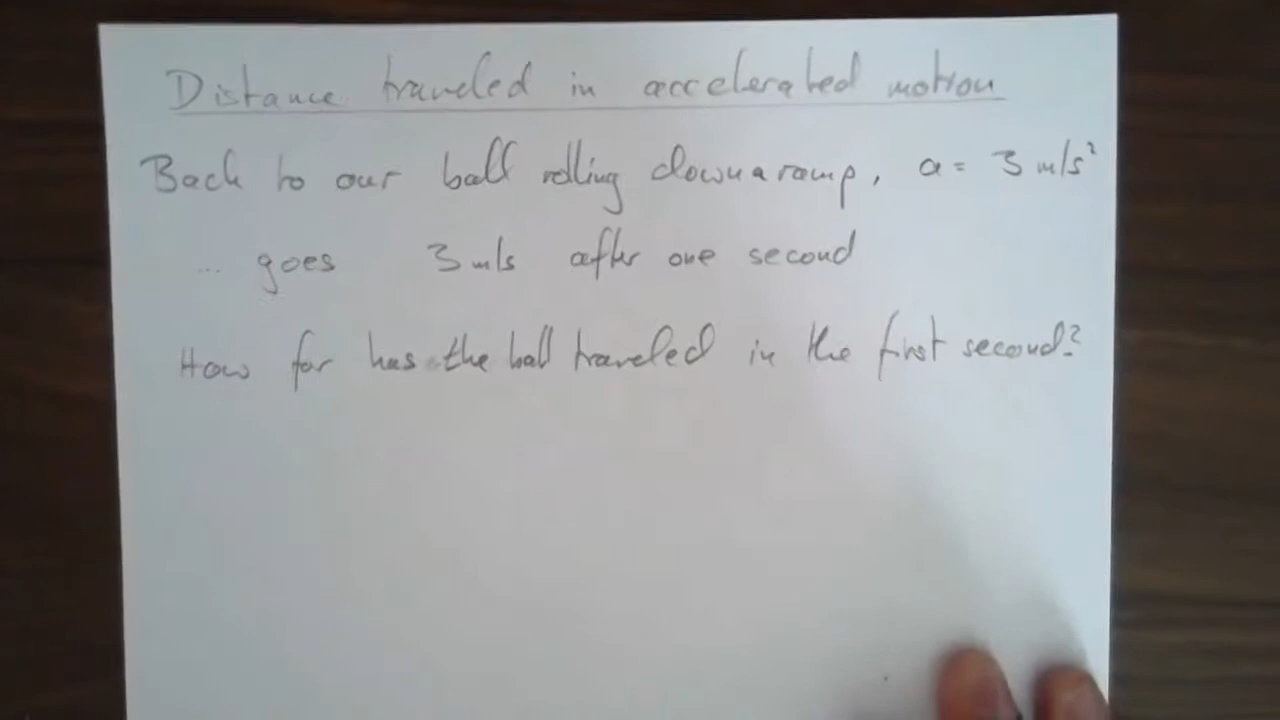 Distance traveled in accelerated motion
Back to our ball rolling down a ramp, a = 3 m/s²
... goes 3 m/s after one second
How far has the ball traveled in the first second?